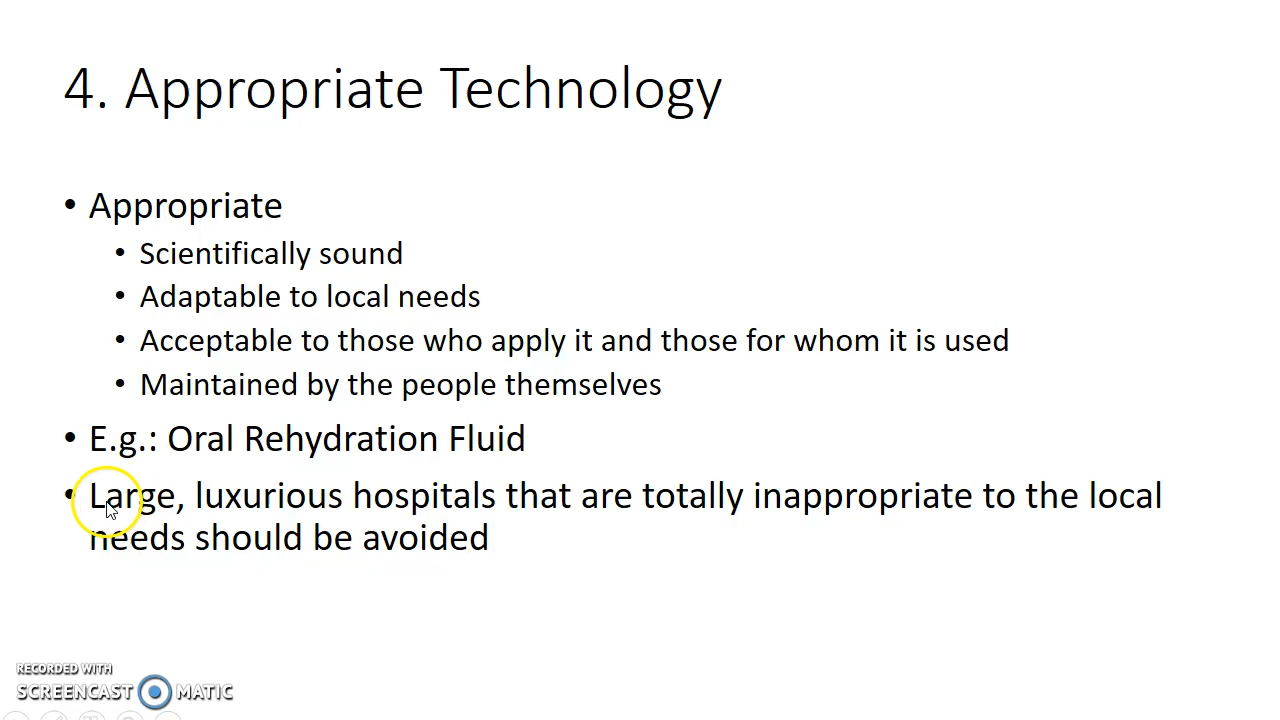 4. Appropriate Technology
• Appropriate
• Scientifically sound
• Adaptable to local needs
• Acceptable to those who apply it and those for whom it is used
• Maintained by the people themselves
• E.g.: Oral Rehydration Fluid
• Large, luxurious hospitals that are totally inappropriate to the local
needs should be avoided
RECORDED WITH
SCREENCAST MATIC